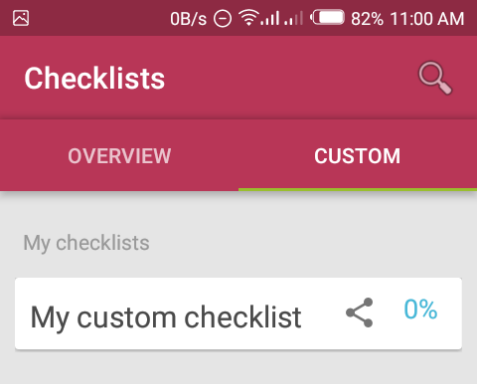 0B/s 82% 11:00 AM
Checklists
OVERVIEW CUSTOM
My checklists
My custom checklist 0%